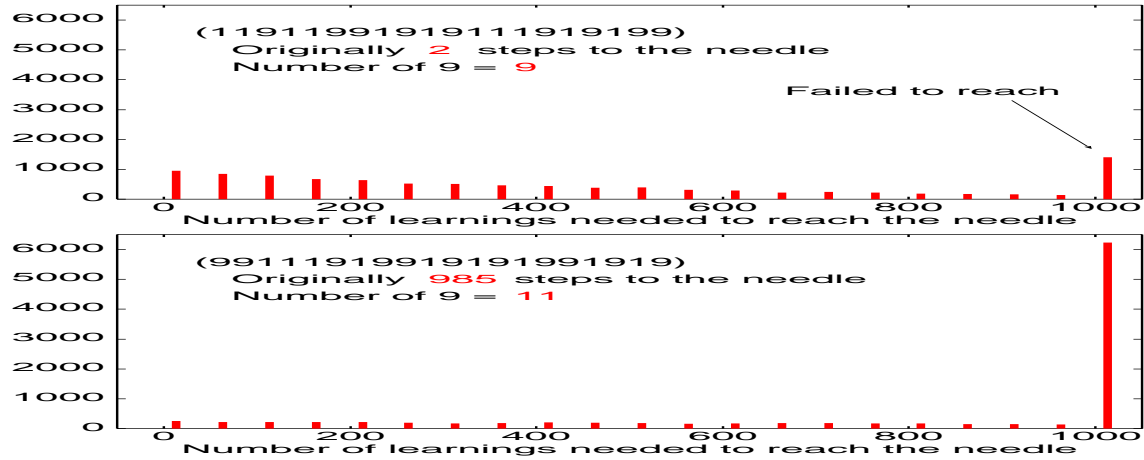 6000
(11911991919111919199)
5000
Originally 2 steps to the needle
Number of 9 = 9
4000
Failed to reach
3000
2000
1000
0
0 200 400 600 800 1000
Number of learnings needed to reach the needle
6000
(99111919919191991919)
5000
Originally 985 steps to the needle
Number of 9 = 11
4000
3000
2000
1000
0
0 200 400 600 800 1000
Number of learnings needed to reach the needle